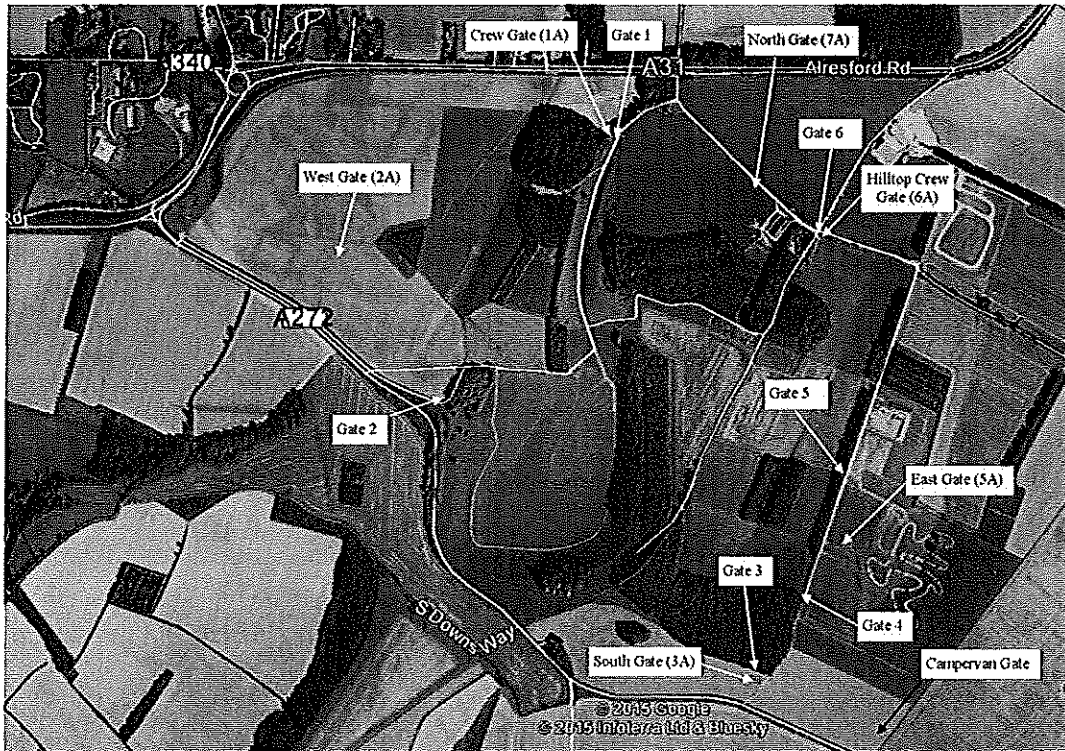 Crew Gate (1A)
Gate 1
North Gate (7A)
340
A31
Alresford Rd
Gate 6
West Gate (2A)
Hilltop Crew
Gate (6A)
Rd
A272
Gate 5
Gate 2
East Gate (5A)
Gate 3
Gate 4
S Downs Way
South Gate (3A)
Campervan Gate
© 2015 Google
© 2015 Infoterra Ltd & Bluesky